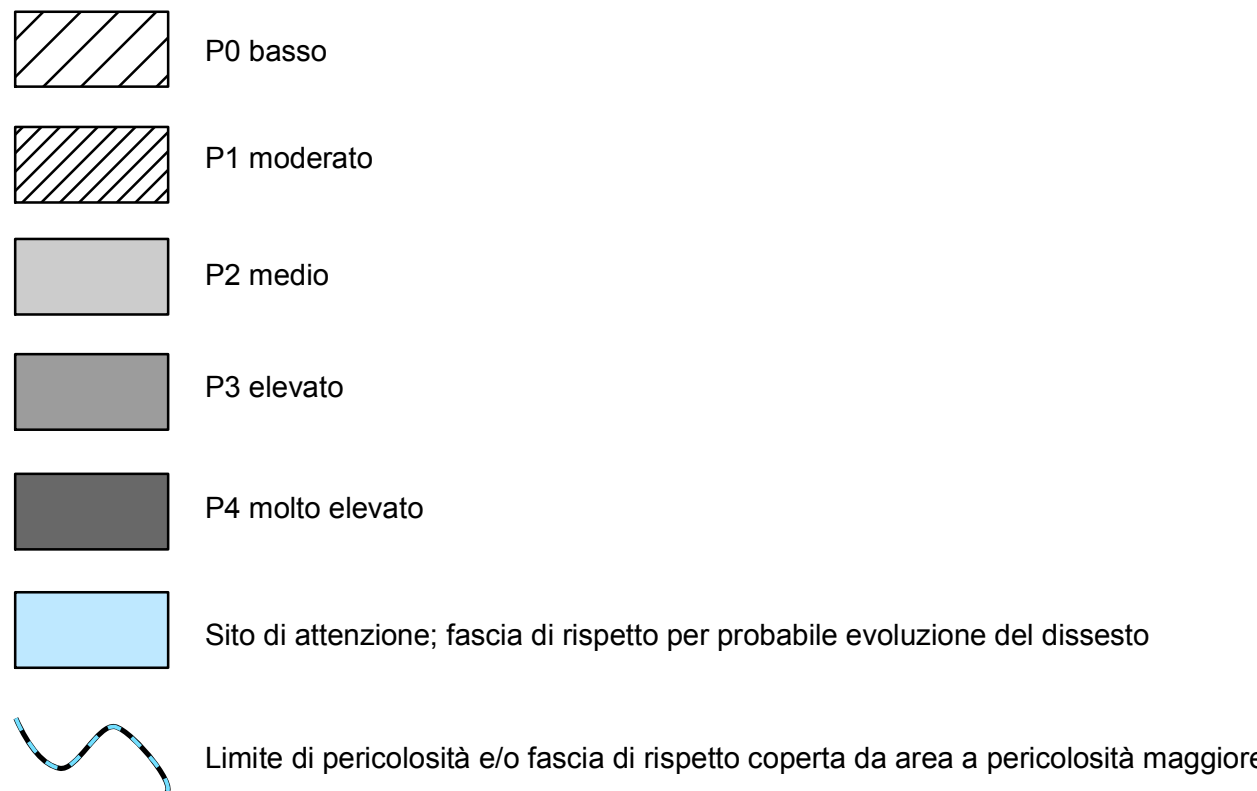 P0 basso
P1 moderato
P2 medio
P3 elevato
P4 molto elevato
Sito di attenzione; fascia di rispetto per probabile evoluzione del dissesto
Limite di pericolosità e/o fascia di rispetto coperta da area a pericolosità maggiore